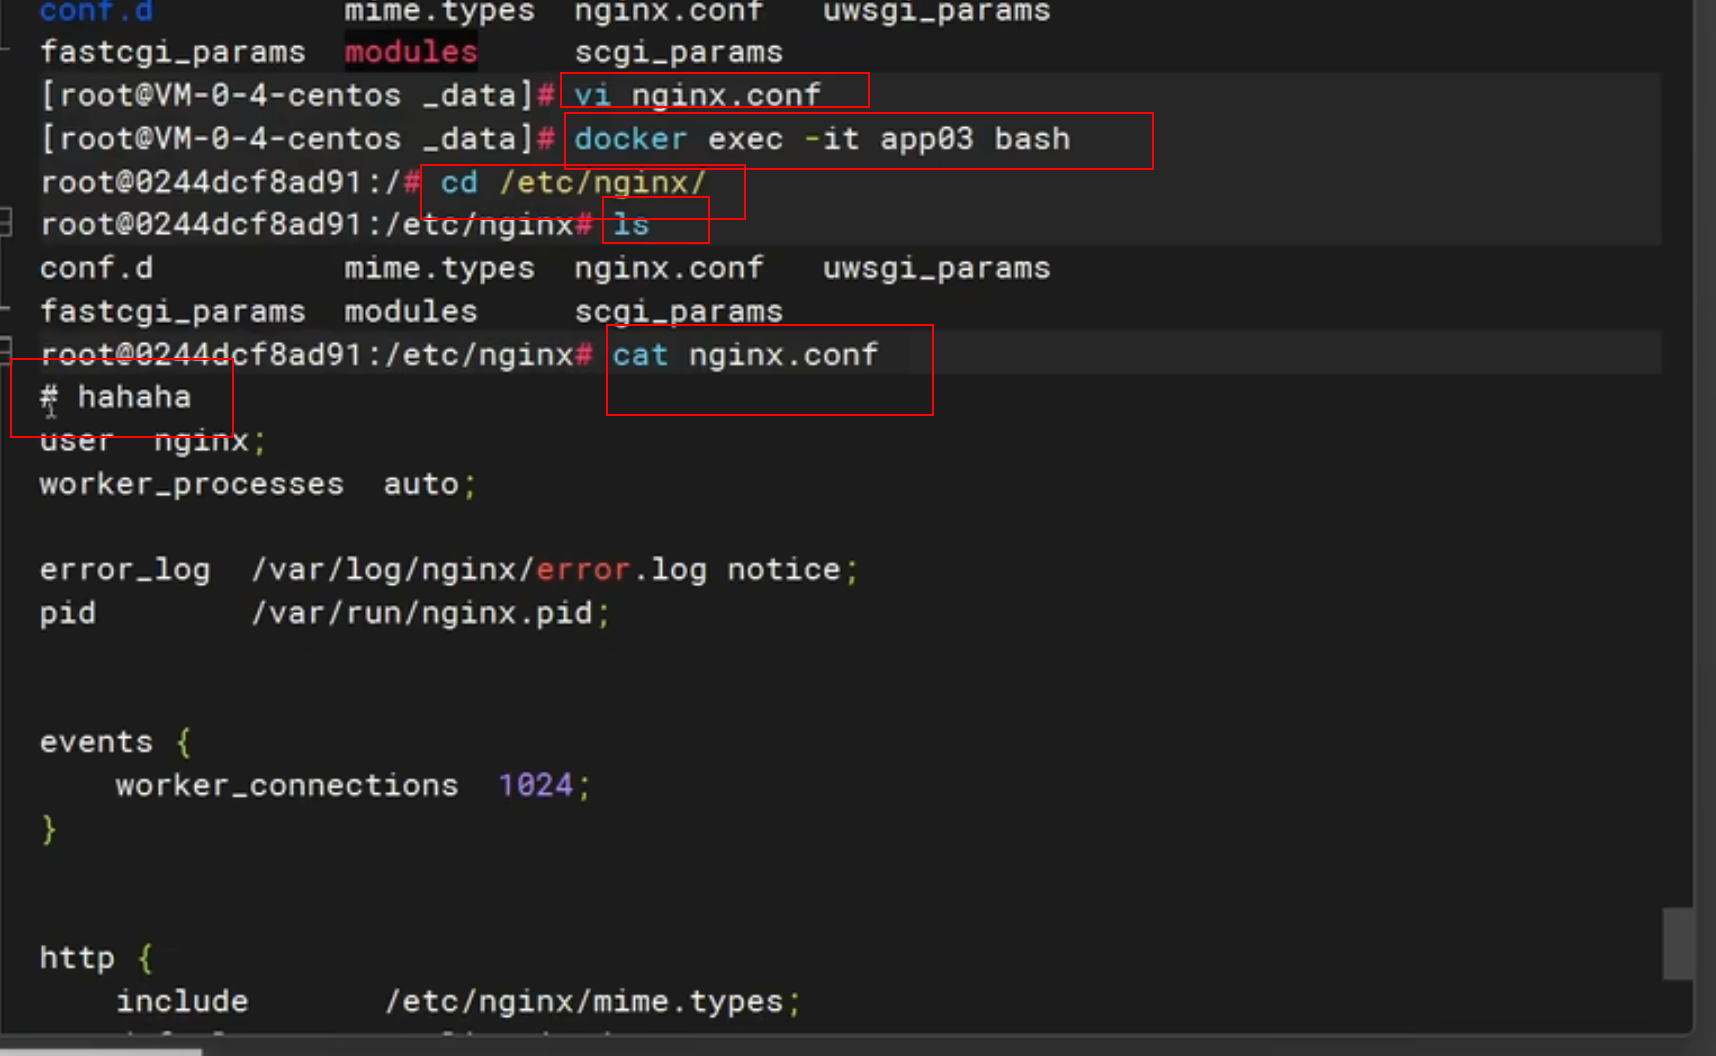 conf.d          mime.types  nginx.conf   uwsgi_params
fastcgi_params  modules     scgi_params
[root@VM-0-4-centos _data]# vi nginx.conf
[root@VM-0-4-centos _data]# docker exec -it app03 bash
root@0244dcf8ad91:/# cd /etc/nginx/
root@0244dcf8ad91:/etc/nginx# ls
conf.d          mime.types  nginx.conf   uwsgi_params
fastcgi_params  modules     scgi_params
root@0244dcf8ad91:/etc/nginx# cat nginx.conf
# hahaha
user  nginx;
worker_processes  auto;
error_log  /var/log/nginx/error.log notice;
pid        /var/run/nginx.pid;
events {
    worker_connections  1024;
}
http {
    include       /etc/nginx/mime.types;